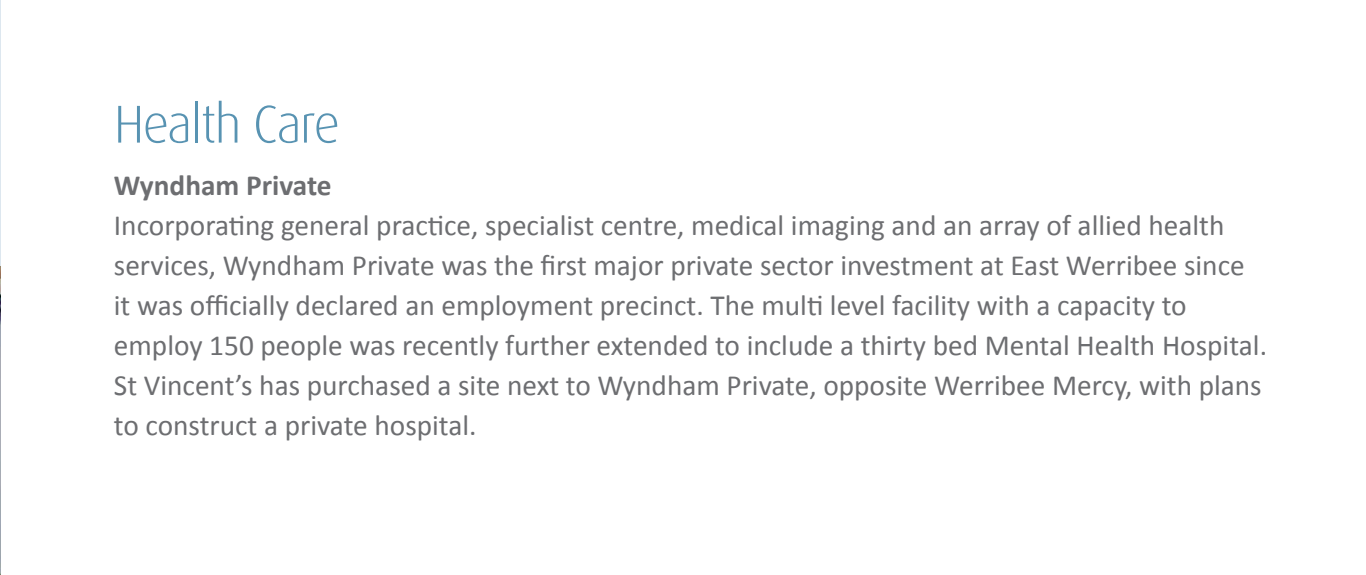 Health Care
Wyndham Private
Incorporating general practice, specialist centre, medical imaging and an array of allied health
services, Wyndham Private was the first major private sector investment at East Werribee since
it was officially declared an employment precinct. The multi level facility with a capacity to
employ 150 people was recently further extended to include a thirty bed Mental Health Hospital.
St Vincent’s has purchased a site next to Wyndham Private, opposite Werribee Mercy, with plans
to construct a private hospital.